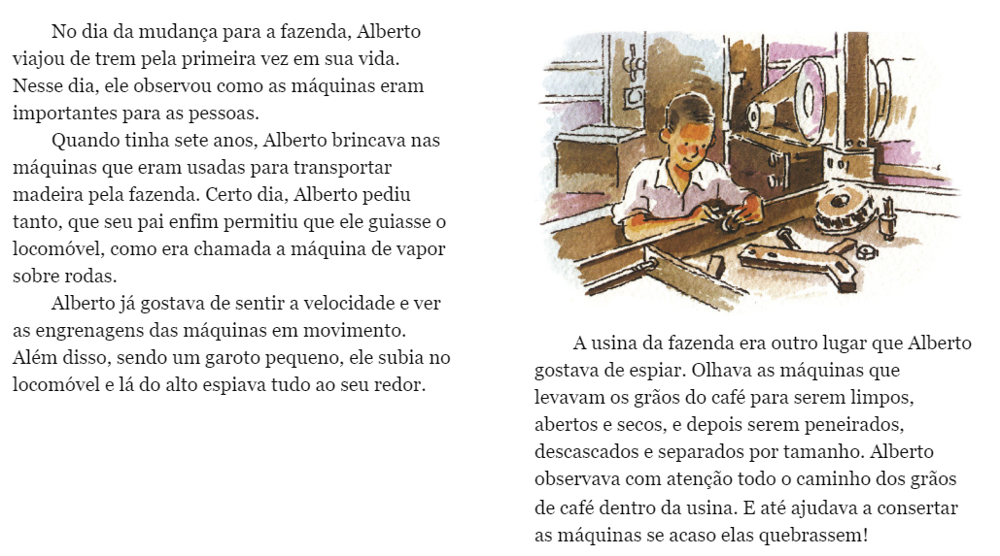 No dia da mudança para a fazenda, Alberto
viajou de trem pela primeira vez em sua vida.
Nesse dia, ele observou como as máquinas eram
importantes para as pessoas.
Quando tinha sete anos, Alberto brincava nas
máquinas que eram usadas para transportar
madeira pela fazenda. Certo dia, Alberto pediu
tanto, que seu pai enfim permitiu que ele guiasse o
locomóvel, como era chamada a máquina de vapor
sobre rodas.
Alberto já gostava de sentir a velocidade e ver
as engrenagens das máquinas em movimento.
Além disso, sendo um garoto pequeno, ele subia no
locomóvel e lá do alto espiava tudo ao seu redor.
A usina da fazenda era outro lugar que Alberto
gostava de espiar. Olhava as máquinas que
levavam os grãos do café para serem limpos,
abertos e secos, e depois serem peneirados,
descascados e separados por tamanho. Alberto
observava com atenção todo o caminho dos grãos
de café dentro da usina. E até ajudava a consertar
as máquinas se acaso elas quebrassem!